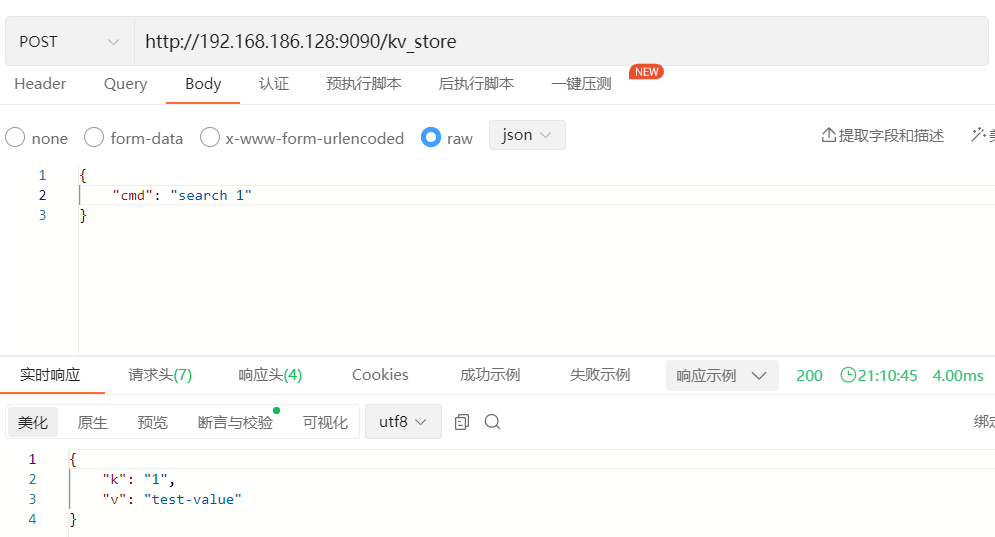 POST http://192.168.186.128:9090/kv_store
Header Query Body 认证 预执行脚本 后执行脚本 一键压测 NEW
none form-data x-www-form-urlencoded raw json 提取字段和描述
1 {
2 "cmd": "search 1"
3 }
实时响应 请求头(7) 响应头(4) Cookies 成功示例 失败示例 响应示例 200 21:10:45 4.00ms
美化 原生 预览 断言与校验 可视化 utf8 绑定
1 {
2 "k": "1",
3 "v": "test-value"
4 }